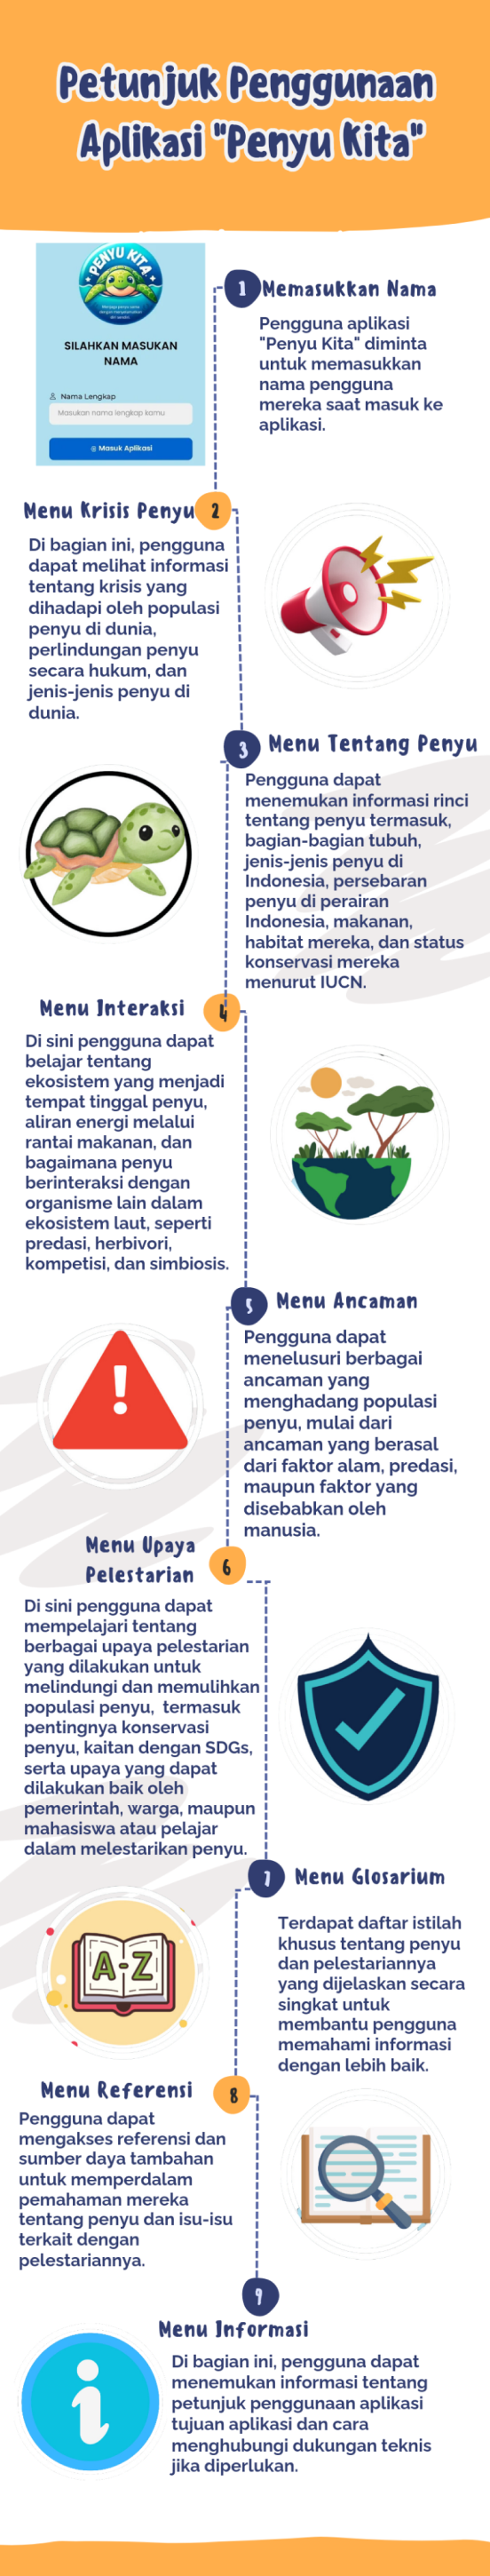 Petunjuk Penggunaan
Aplikasi "Penyu Kita"
PENYU KITA
SILAHKAN MASUKAN
NAMA
Nama Lengkap
Masukan nama lengkap kamu
Masuk Aplikasi
1 Memasukkan Nama
Pengguna aplikasi
"Penyu Kita" diminta
untuk memasukkan
nama pengguna
mereka saat masuk ke
aplikasi.
Menu Krisis Penyu 2
Di bagian ini, pengguna
dapat melihat informasi
tentang krisis yang
dihadapi oleh populasi
penyu di dunia,
perlindungan penyu
secara hukum, dan
jenis-jenis penyu di
dunia.
3 Menu Tentang Penyu
Pengguna dapat
menemukan informasi rinci
tentang penyu termasuk,
bagian-bagian tubuh,
jenis-jenis penyu di
Indonesia, persebaran
penyu di perairan
Indonesia, makanan,
habitat mereka, dan status
konservasi mereka
menurut IUCN.
Menu Interaksi 4
Di sini pengguna dapat
belajar tentang
ekosistem yang menjadi
tempat tinggal penyu,
aliran energi melalui
rantai makanan, dan
bagaimana penyu
berinteraksi dengan
organisme lain dalam
ekosistem laut, seperti
predasi, herbivori,
kompetisi, dan simbiosis.
5 Menu Ancaman
Pengguna dapat
menelusuri berbagai
ancaman yang
menghadang populasi
penyu, mulai dari
ancaman yang berasal
dari faktor alam, predasi,
maupun faktor yang
disebabkan oleh
manusia.
!
Menu Upaya
Pelestarian 6
Di sini pengguna dapat
mempelajari tentang
berbagai upaya pelestarian
yang dilakukan untuk
melindungi dan memulihkan
populasi penyu, termasuk
pentingnya konservasi
penyu, kaitan dengan SDGs,
serta upaya yang dapat
dilakukan baik oleh
pemerintah, warga, maupun
mahasiswa atau pelajar
dalam melestarikan penyu.
7 Menu Glosarium
Terdapat daftar istilah
khusus tentang penyu
dan pelestariannya
yang dijelaskan secara
singkat untuk
membantu pengguna
memahami informasi
dengan lebih baik.
A-Z
Menu Referensi 8
Pengguna dapat
mengakses referensi dan
sumber daya tambahan
untuk memperdalam
pemahaman mereka
tentang penyu dan isu-isu
terkait dengan
pelestariannya.
9
Menu Informasi
Di bagian ini, pengguna dapat
menemukan informasi tentang
petunjuk penggunaan aplikasi
tujuan aplikasi dan cara
menghubungi dukungan teknis
jika diperlukan.
i